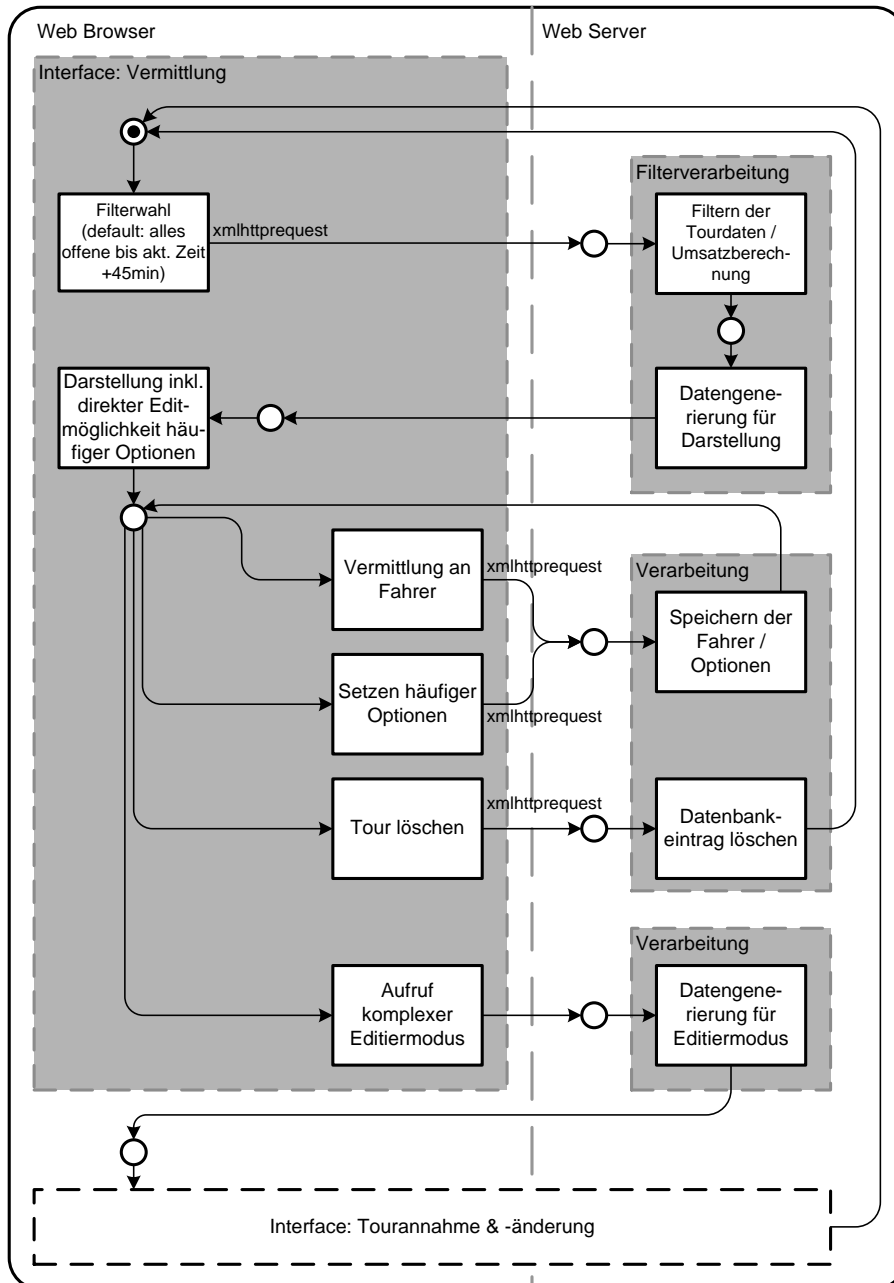 Web Browser
Web Server
Interface: Vermittlung
Filterverarbeitung
Filterwahl
(default: alles
offene bis akt. Zeit
+45min)
xmlhttprequest
Filtern der
Tourdaten /
Umsatzberech-
nung
Darstellung inkl.
direkter Edit-
möglichkeit häu-
figer Optionen
Datengene-
rierung für
Darstellung
Vermittlung an
Fahrer
xmlhttprequest
Verarbeitung
Speichern der
Fahrer /
Optionen
Setzen häufiger
Optionen
xmlhttprequest
Tour löschen
xmlhttprequest
Datenbank-
eintrag löschen
Verarbeitung
Aufruf
komplexer
Editiermodus
Datengene-
rierung für
Editiermodus
Interface: Tourannahme & -änderung